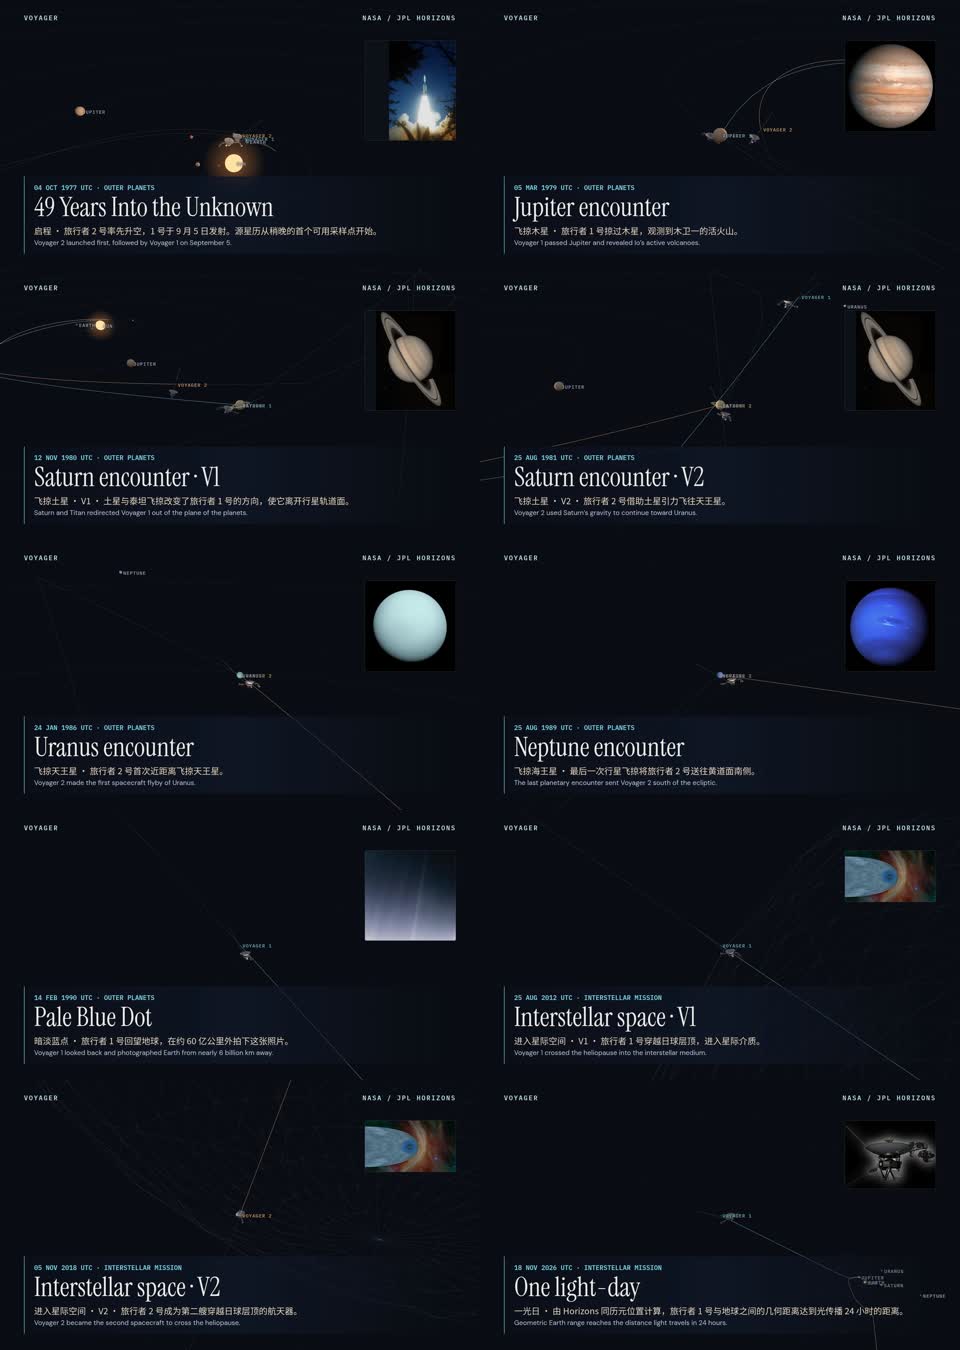 VOYAGER
NASA / JPL HORIZONS
JUPITER
VOYAGER 2
EARTH
04 OCT 1977 UTC · OUTER PLANETS
49 Years Into the Unknown
启程 · 旅行者 2 号率先升空，1 号于 9 月 5 日发射。源星历从稍晚的首个可用采样点开始。
Voyager 2 launched first, followed by Voyager 1 on September 5.
VOYAGER
NASA / JPL HORIZONS
VOYAGER 2
05 MAR 1979 UTC · OUTER PLANETS
Jupiter encounter
飞掠木星 · 旅行者 1 号掠过木星，观测到木卫一的活火山。
Voyager 1 passed Jupiter and revealed Io's active volcanoes.
VOYAGER
NASA / JPL HORIZONS
EARTH
JUPITER
VOYAGER 2
12 NOV 1980 UTC · OUTER PLANETS
Saturn encounter · V1
飞掠土星 · V1 · 土星与泰坦飞掠改变了旅行者 1 号的方向，使它离开行星轨道面。
Saturn and Titan redirected Voyager 1 out of the plane of the planets.
VOYAGER
NASA / JPL HORIZONS
VOYAGER 1
URANUS
JUPITER
25 AUG 1981 UTC · OUTER PLANETS
Saturn encounter · V2
飞掠土星 · V2 · 旅行者 2 号借助土星引力飞往天王星。
Voyager 2 used Saturn's gravity to continue toward Uranus.
VOYAGER
NASA / JPL HORIZONS
NEPTUNE
24 JAN 1986 UTC · OUTER PLANETS
Uranus encounter
飞掠天王星 · 旅行者 2 号首次近距离飞掠天王星。
Voyager 2 made the first spacecraft flyby of Uranus.
VOYAGER
NASA / JPL HORIZONS
25 AUG 1989 UTC · OUTER PLANETS
Neptune encounter
飞掠海王星 · 最后一次行星飞掠将旅行者 2 号送往黄道面南侧。
The last planetary encounter sent Voyager 2 south of the ecliptic.
VOYAGER
NASA / JPL HORIZONS
VOYAGER 1
14 FEB 1990 UTC · OUTER PLANETS
Pale Blue Dot
暗淡蓝点 · 旅行者 1 号回望地球，在约 60 亿公里外拍下这张照片。
Voyager 1 looked back and photographed Earth from nearly 6 billion km away.
VOYAGER
NASA / JPL HORIZONS
VOYAGER 1
25 AUG 2012 UTC · INTERSTELLAR MISSION
Interstellar space · V1
进入星际空间 · V1 · 旅行者 1 号穿越日球层顶，进入星际介质。
Voyager 1 crossed the heliopause into the interstellar medium.
VOYAGER
NASA / JPL HORIZONS
VOYAGER 2
05 NOV 2018 UTC · INTERSTELLAR MISSION
Interstellar space · V2
进入星际空间 · V2 · 旅行者 2 号成为第二艘穿越日球层顶的航天器。
Voyager 2 became the second spacecraft to cross the heliopause.
VOYAGER
NASA / JPL HORIZONS
VOYAGER 1
URANUS
JUPITER
SATURN
NEPTUNE
18 NOV 2026 UTC · INTERSTELLAR MISSION
One light-day
一光日 · 由 Horizons 同历元位置计算，旅行者 1 号与地球之间的几何距离达到光传播 24 小时的距离。
Geometric Earth range reaches the distance light travels in 24 hours.